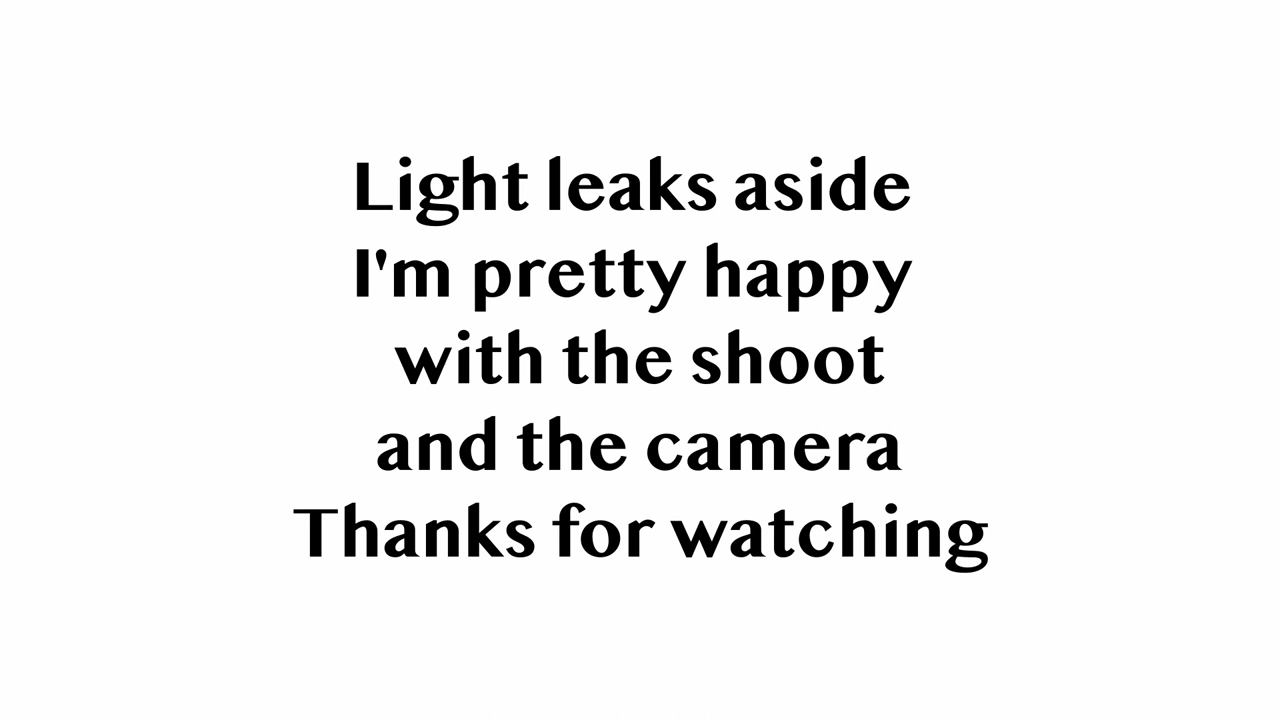 Light leaks aside
I'm pretty happy
with the shoot
and the camera
Thanks for watching